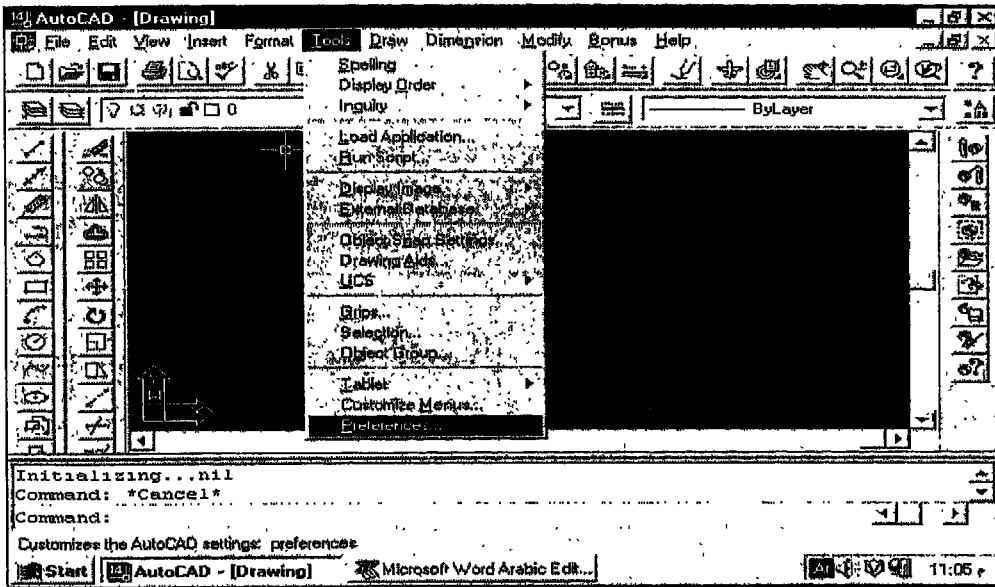 AutoCAD - [Drawing]
File Edit View Insert Format Tools Draw Dimension Modify Bonus Help
Spelling
Display Order
Inquiry
0
ByLayer
Load Application...
Run Script...
Display Image
External Database
Object Snap Settings...
Drawing Aids...
UCS
Grips...
Selection...
Object Group...
Tablet
Customize Menus...
Preferences...
W
Initializing...nil
Command: *Cancel*
Command:
Customizes the AutoCAD settings: preferences
Start AutoCAD - [Drawing] Microsoft Word Arabic Edit... 11:05 م